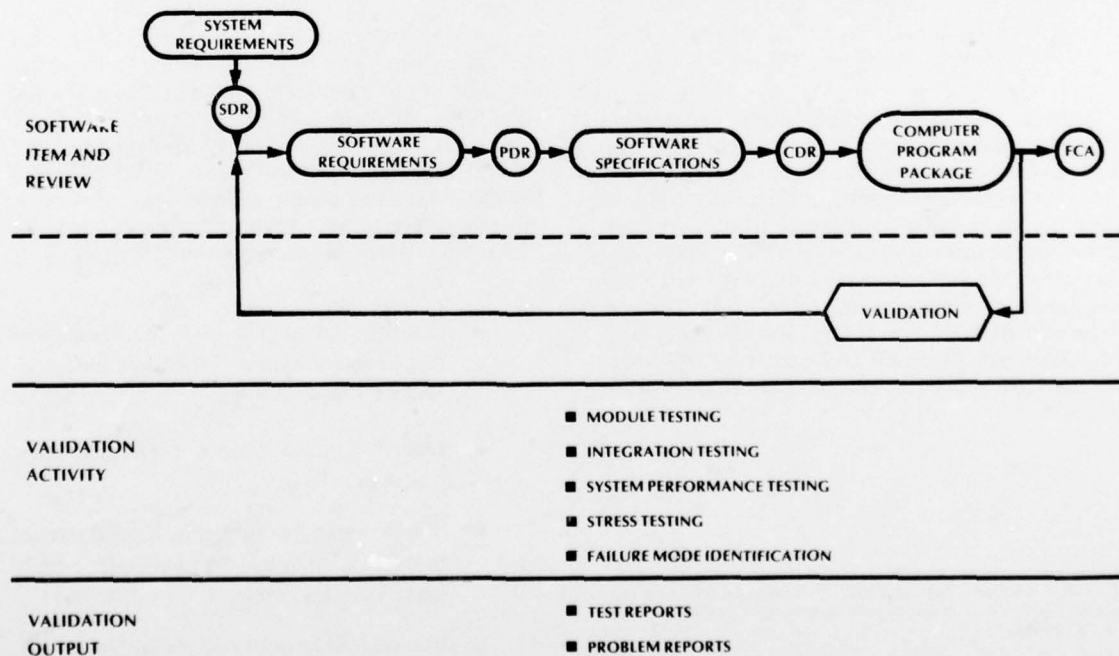 SYSTEM
REQUIREMENTS
SDR
SOFTWARE
ITEM AND
REVIEW
SOFTWARE
REQUIREMENTS
PDR
SOFTWARE
SPECIFICATIONS
CDR
COMPUTER
PROGRAM
PACKAGE
FCA
VALIDATION
VALIDATION
ACTIVITY
■ MODULE TESTING
■ INTEGRATION TESTING
■ SYSTEM PERFORMANCE TESTING
■ STRESS TESTING
■ FAILURE MODE IDENTIFICATION
VALIDATION
OUTPUT
■ TEST REPORTS
■ PROBLEM REPORTS